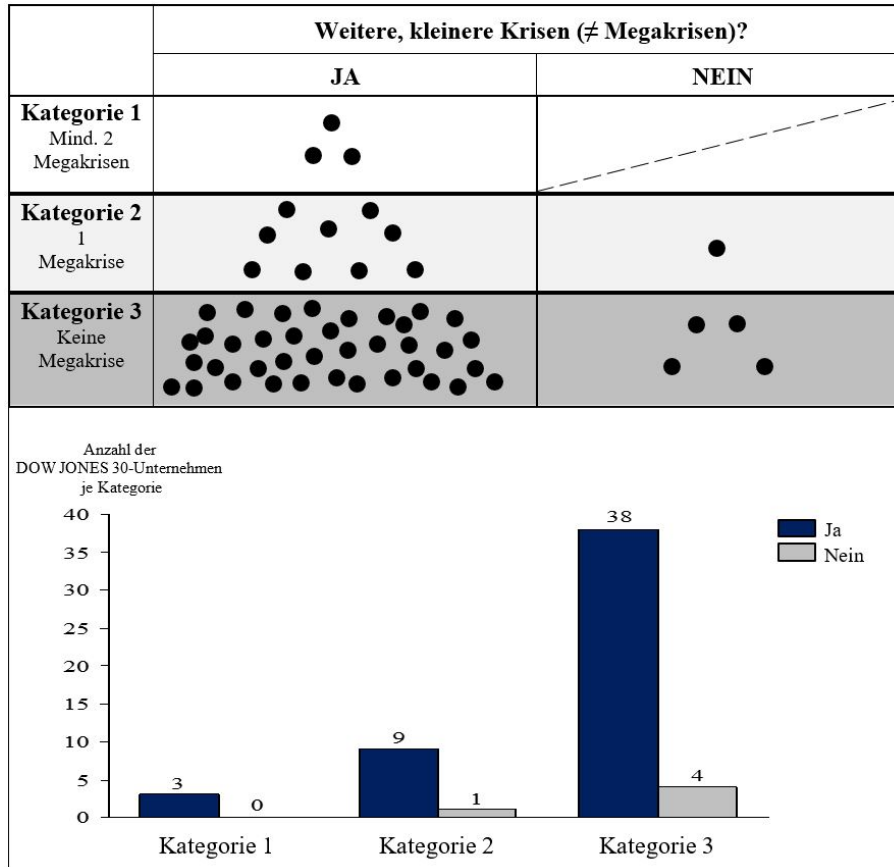 Weitere, kleinere Krisen (≠ Megakrisen)?
JA
NEIN
Kategorie 1
Mind. 2
Megakrisen
Kategorie 2
1
Megakrise
Kategorie 3
Keine
Megakrise
Anzahl der
DOW JONES 30-Unternehmen
je Kategorie
40
35
30
25
20
15
10
5
0
3
0
9
1
38
4
Ja
Nein
Kategorie 1
Kategorie 2
Kategorie 3